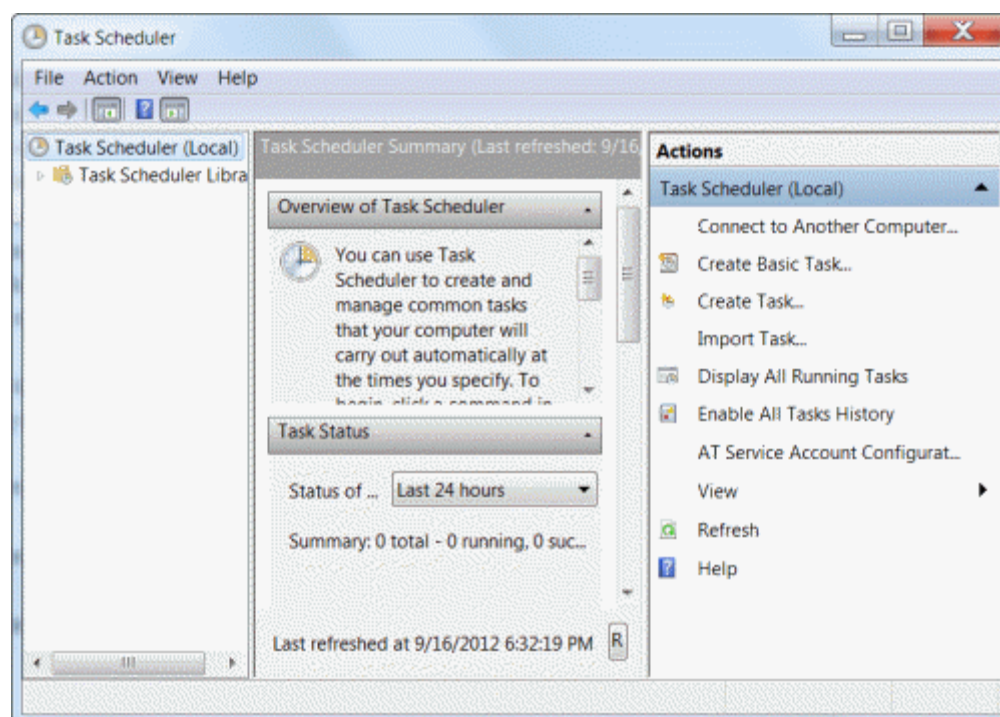 Task Scheduler
File Action View Help
Task Scheduler (Local)
Task Scheduler Libra
Task Scheduler Summary (Last refreshed: 9/16
Overview of Task Scheduler
You can use Task
Scheduler to create and
manage common tasks
that your computer will
carry out automatically at
the times you specify. To
begin, click a command in
Task Status
Status of ...
Last 24 hours
Summary: 0 total - 0 running, 0 suc...
Last refreshed at 9/16/2012 6:32:19 PM
R
Actions
Task Scheduler (Local)
Connect to Another Computer...
Create Basic Task...
Create Task...
Import Task...
Display All Running Tasks
Enable All Tasks History
AT Service Account Configurat...
View
Refresh
Help